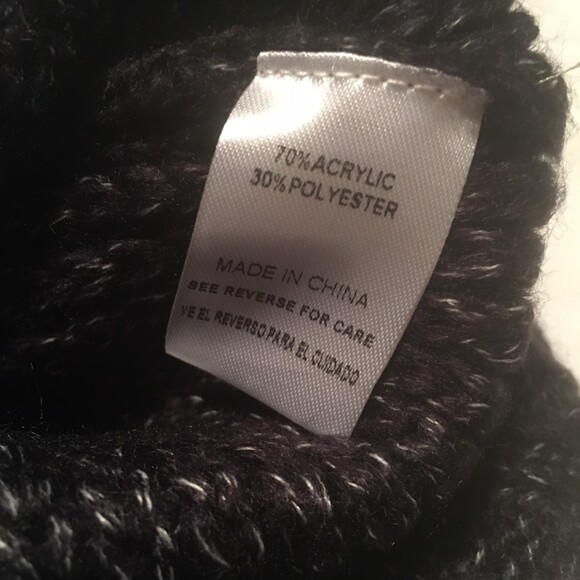 70% ACRYLIC
30% POLYESTER
MADE IN CHINA
SEE REVERSE FOR CARE
VE EL REVERSO PARA EL CUIDADO